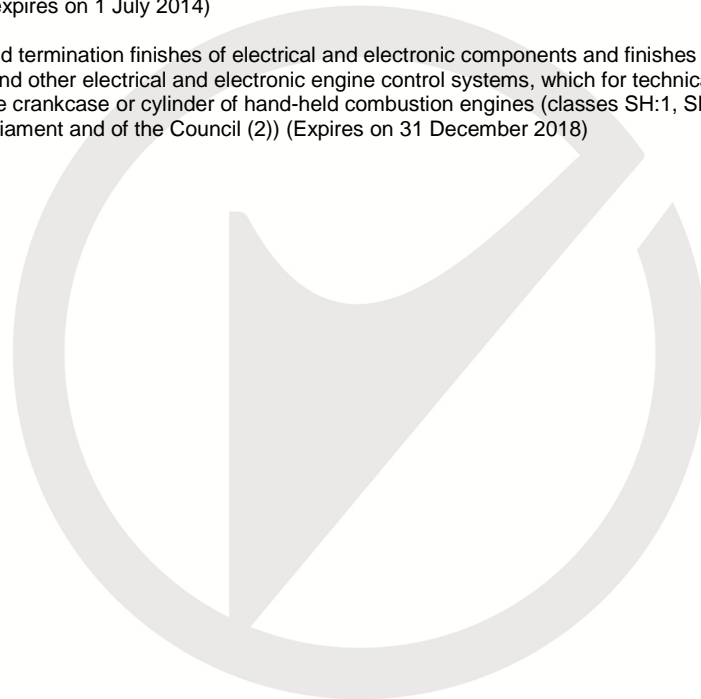 expires on 1 July 2014)
d termination finishes of electrical and electronic components and finishes
nd other electrical and electronic engine control systems, which for technica
e crankcase or cylinder of hand-held combustion engines (classes SH:1, S
iament and of the Council (2)) (Expires on 31 December 2018)